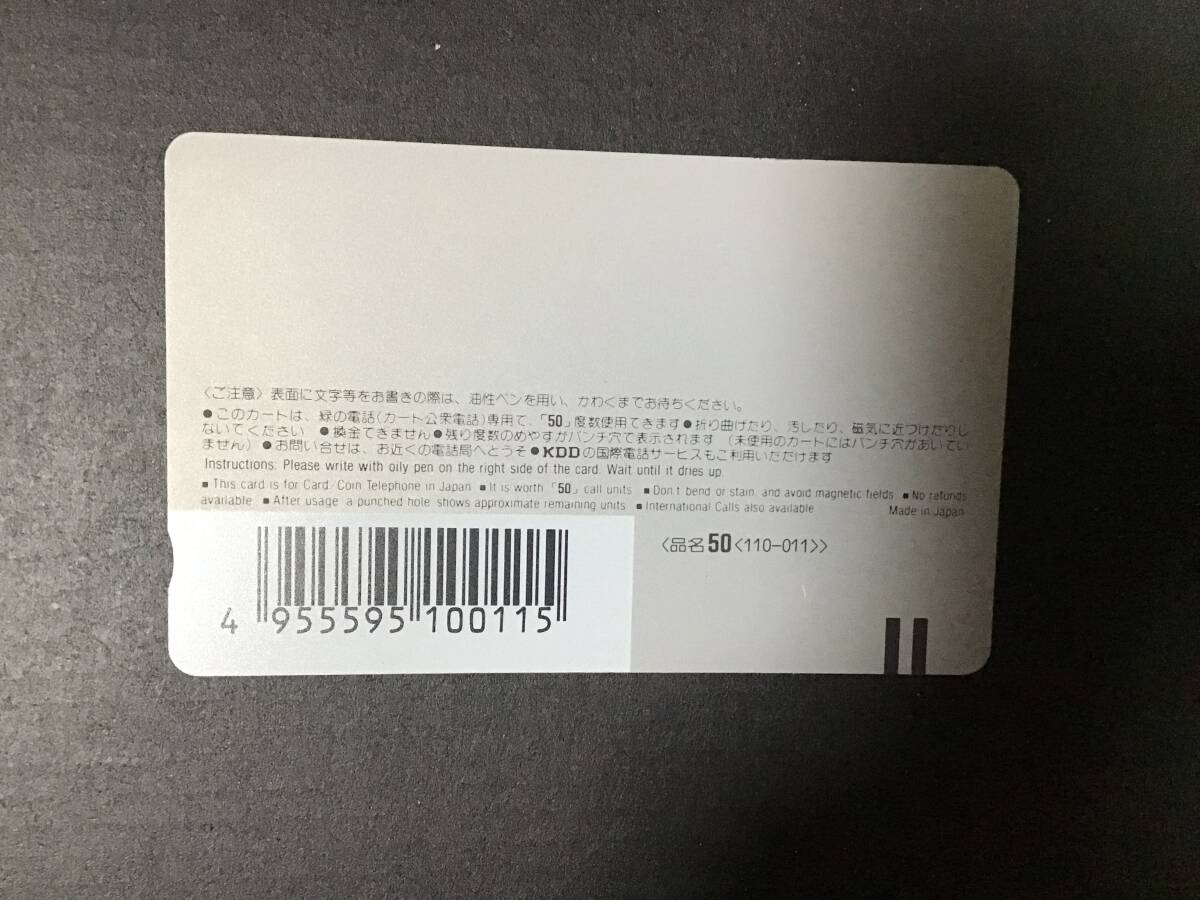 〈ご注意〉表面に文字等をお書きの際は、油性ペンを用い、かわくまでお待ちください。
●このカードは、緑の電話(カード公衆電話)専用で、「50」度数使用できます●折り曲げたり、汚したり、磁気に近づけたりし
ないでください ●換金できません●残り度数のめやすがパンチ穴で表示されます (未使用のカードにはパンチ穴があいてい
ません)●お問い合せは、お近くの電話局へどうぞ●KDDの国際電話サービスもご利用いただけます
Instructions: Please write with oily pen on the right side of the card. Wait until it dries up.
■This card is for Card/Coin Telephone in Japan ■It is worth「50」call units ■Don't bend or stain, and avoid magnetic fields ■No refunds
available ■After usage, a punched hole shows approximate remaining units ■International Calls also available Made in Japan
〈品名50<110-011>〉
4 955595 100115